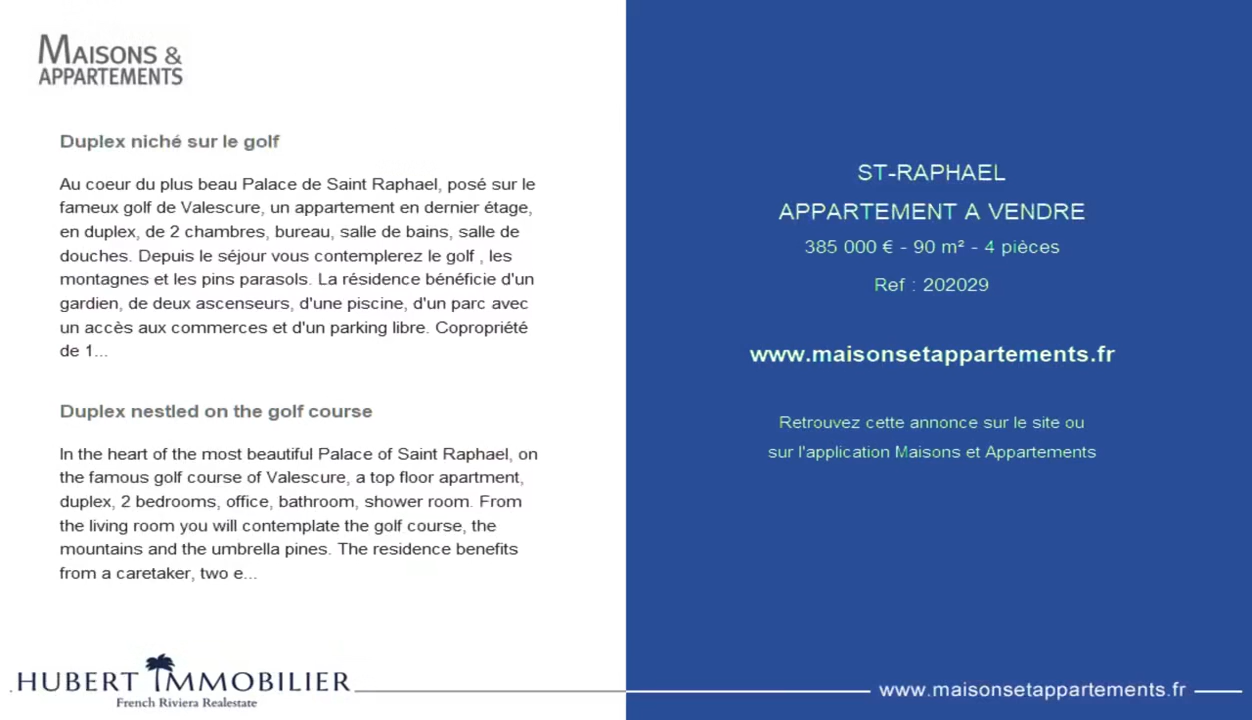 MAISONS &
APPARTEMENTS
Duplex niché sur le golf
Au coeur du plus beau Palace de Saint Raphael, posé sur le
fameux golf de Valescure, un appartement en dernier étage,
en duplex, de 2 chambres, bureau, salle de bains, salle de
douches. Depuis le séjour vous contemplerez le golf , les
montagnes et les pins parasols. La résidence bénéficie d'un
gardien, de deux ascenseurs, d'une piscine, d'un parc avec
un accès aux commerces et d'un parking libre. Copropriété
de 1...
Duplex nestled on the golf course
In the heart of the most beautiful Palace of Saint Raphael, on
the famous golf course of Valescure, a top floor apartment,
duplex, 2 bedrooms, office, bathroom, shower room. From
the living room you will contemplate the golf course, the
mountains and the umbrella pines. The residence benefits
from a caretaker, two e...
HUBERT IMMOBILIER
French Riviera Realestate
ST-RAPHAEL
APPARTEMENT A VENDRE
385 000 € - 90 m² - 4 pièces
Ref : 202029
www.maisonsetappartements.fr
Retrouvez cette annonce sur le site ou
sur l'application Maisons et Appartements
www.maisonsetappartements.fr